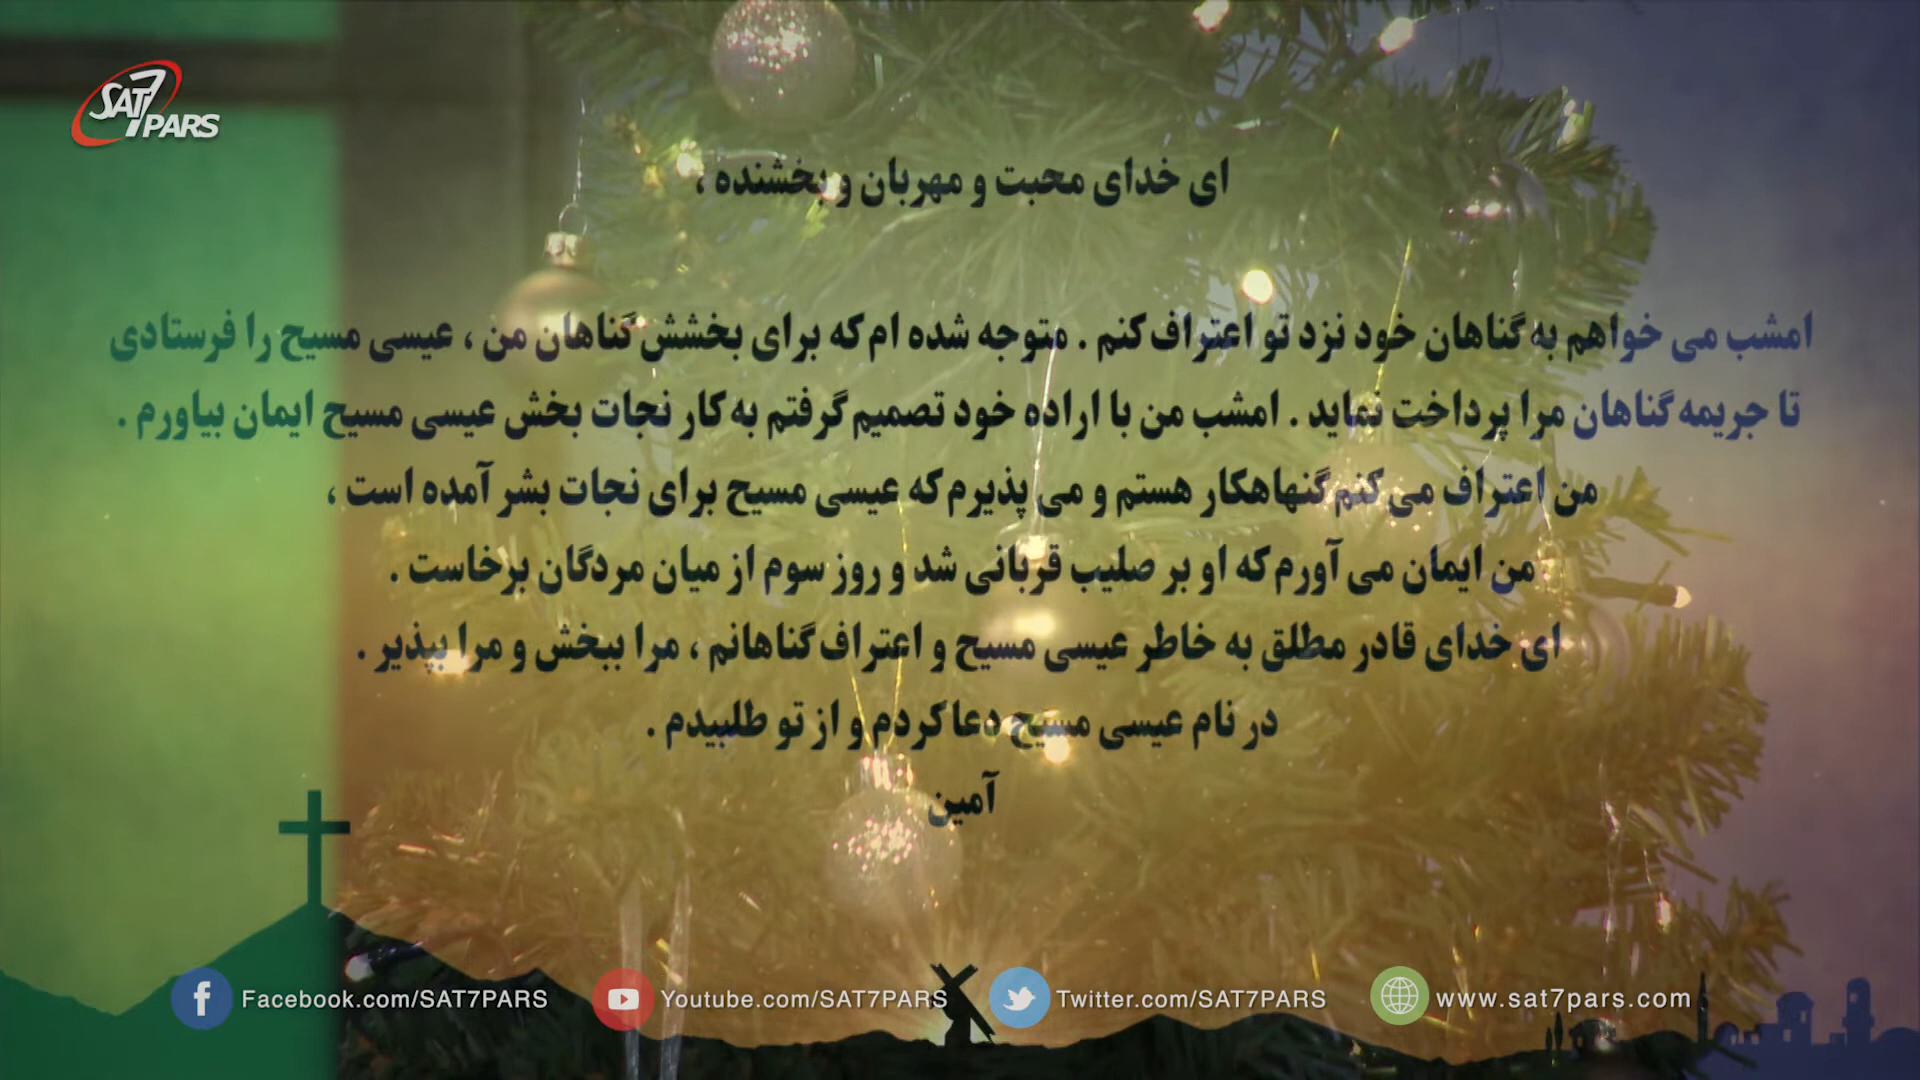 SAT7
PARS
ای خدای محبت و مهربان و بخشنده ،
امشب می خواهم به گناهان خود نزد تو اعتراف کنم . متوجه شده ام که برای بخشش گناهان من ، عیسی مسیح را فرستادی
تا جریمه گناهان مرا پرداخت نماید . امشب من با اراده خود تصمیم گرفتم به کار نجات بخش عیسی مسیح ایمان بیاورم .
من اعتراف می کنم گنهاهکار هستم و می پذیرم که عیسی مسیح برای نجات بشر آمده است ،
من ایمان می آورم که او بر صلیب قربانی شد و روز سوم از میان مردگان برخاست .
ای خدای قادر مطلق به خاطر عیسی مسیح و اعتراف گناهانم ، مرا ببخش و مرا بپذیر .
در نام عیسی مسیح دعا کردم و از تو طلبیدم .
آمین
Facebook.com/SAT7PARS Youtube.com/SAT7PARS Twitter.com/SAT7PARS www.sat7pars.com